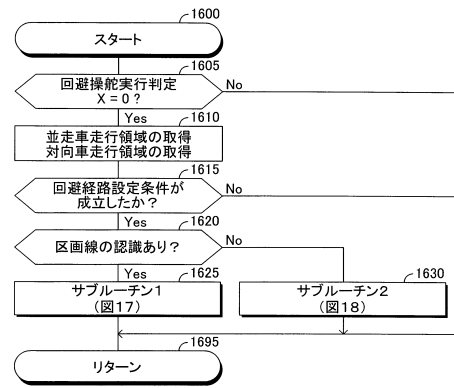 1600
スタート
1605
回避操舵実行判定
X=0?
No
Yes
1610
並走車走行領域の取得
対向車走行領域の取得
1615
回避経路設定条件が
成立したか?
No
Yes
1620
区画線の認識あり?
No
Yes
1625
サブルーチン1
(図17)
1630
サブルーチン2
(図18)
1695
リターン